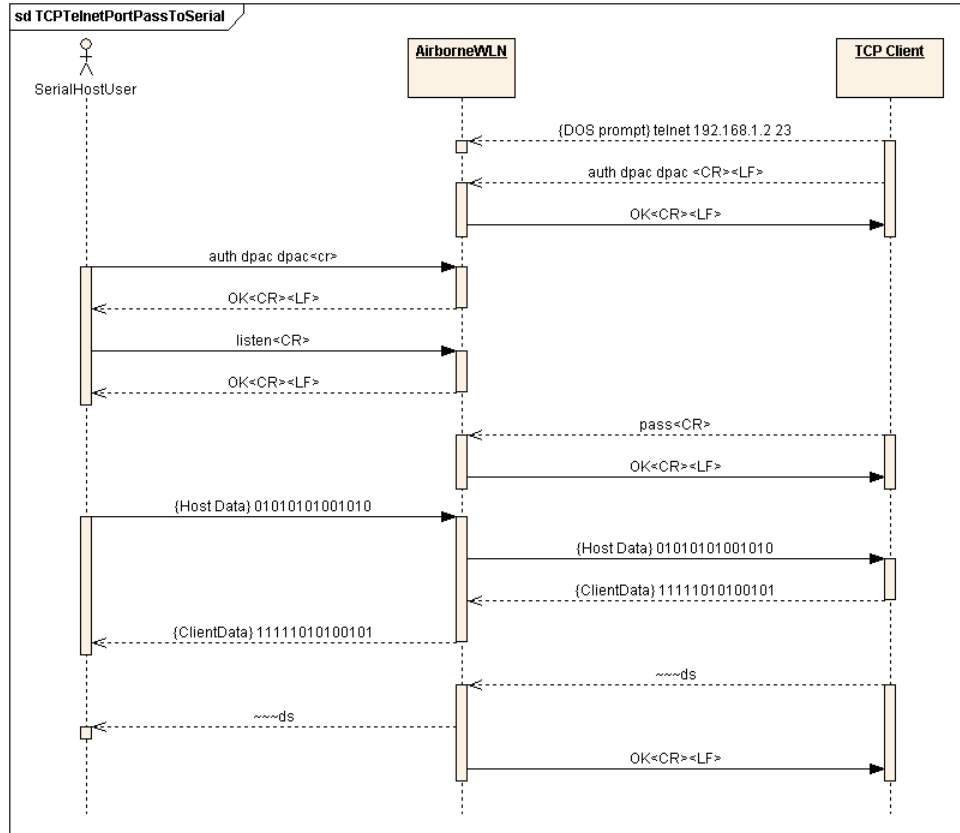 sd TCPTelnetPortPassToSerial
SerialHostUser
AirborneWLN
TCP Client
{DOS prompt} telnet 192.168.1.2 23
auth dpac dpac <CR><LF>
OK<CR><LF>
auth dpac dpac<cr>
OK<CR><LF>
listen<CR>
OK<CR><LF>
pass<CR>
OK<CR><LF>
{Host Data} 01010101001010
{Host Data} 01010101001010
{ClientData} 11111010100101
{ClientData} 11111010100101
~~~ds
~~~ds
OK<CR><LF>